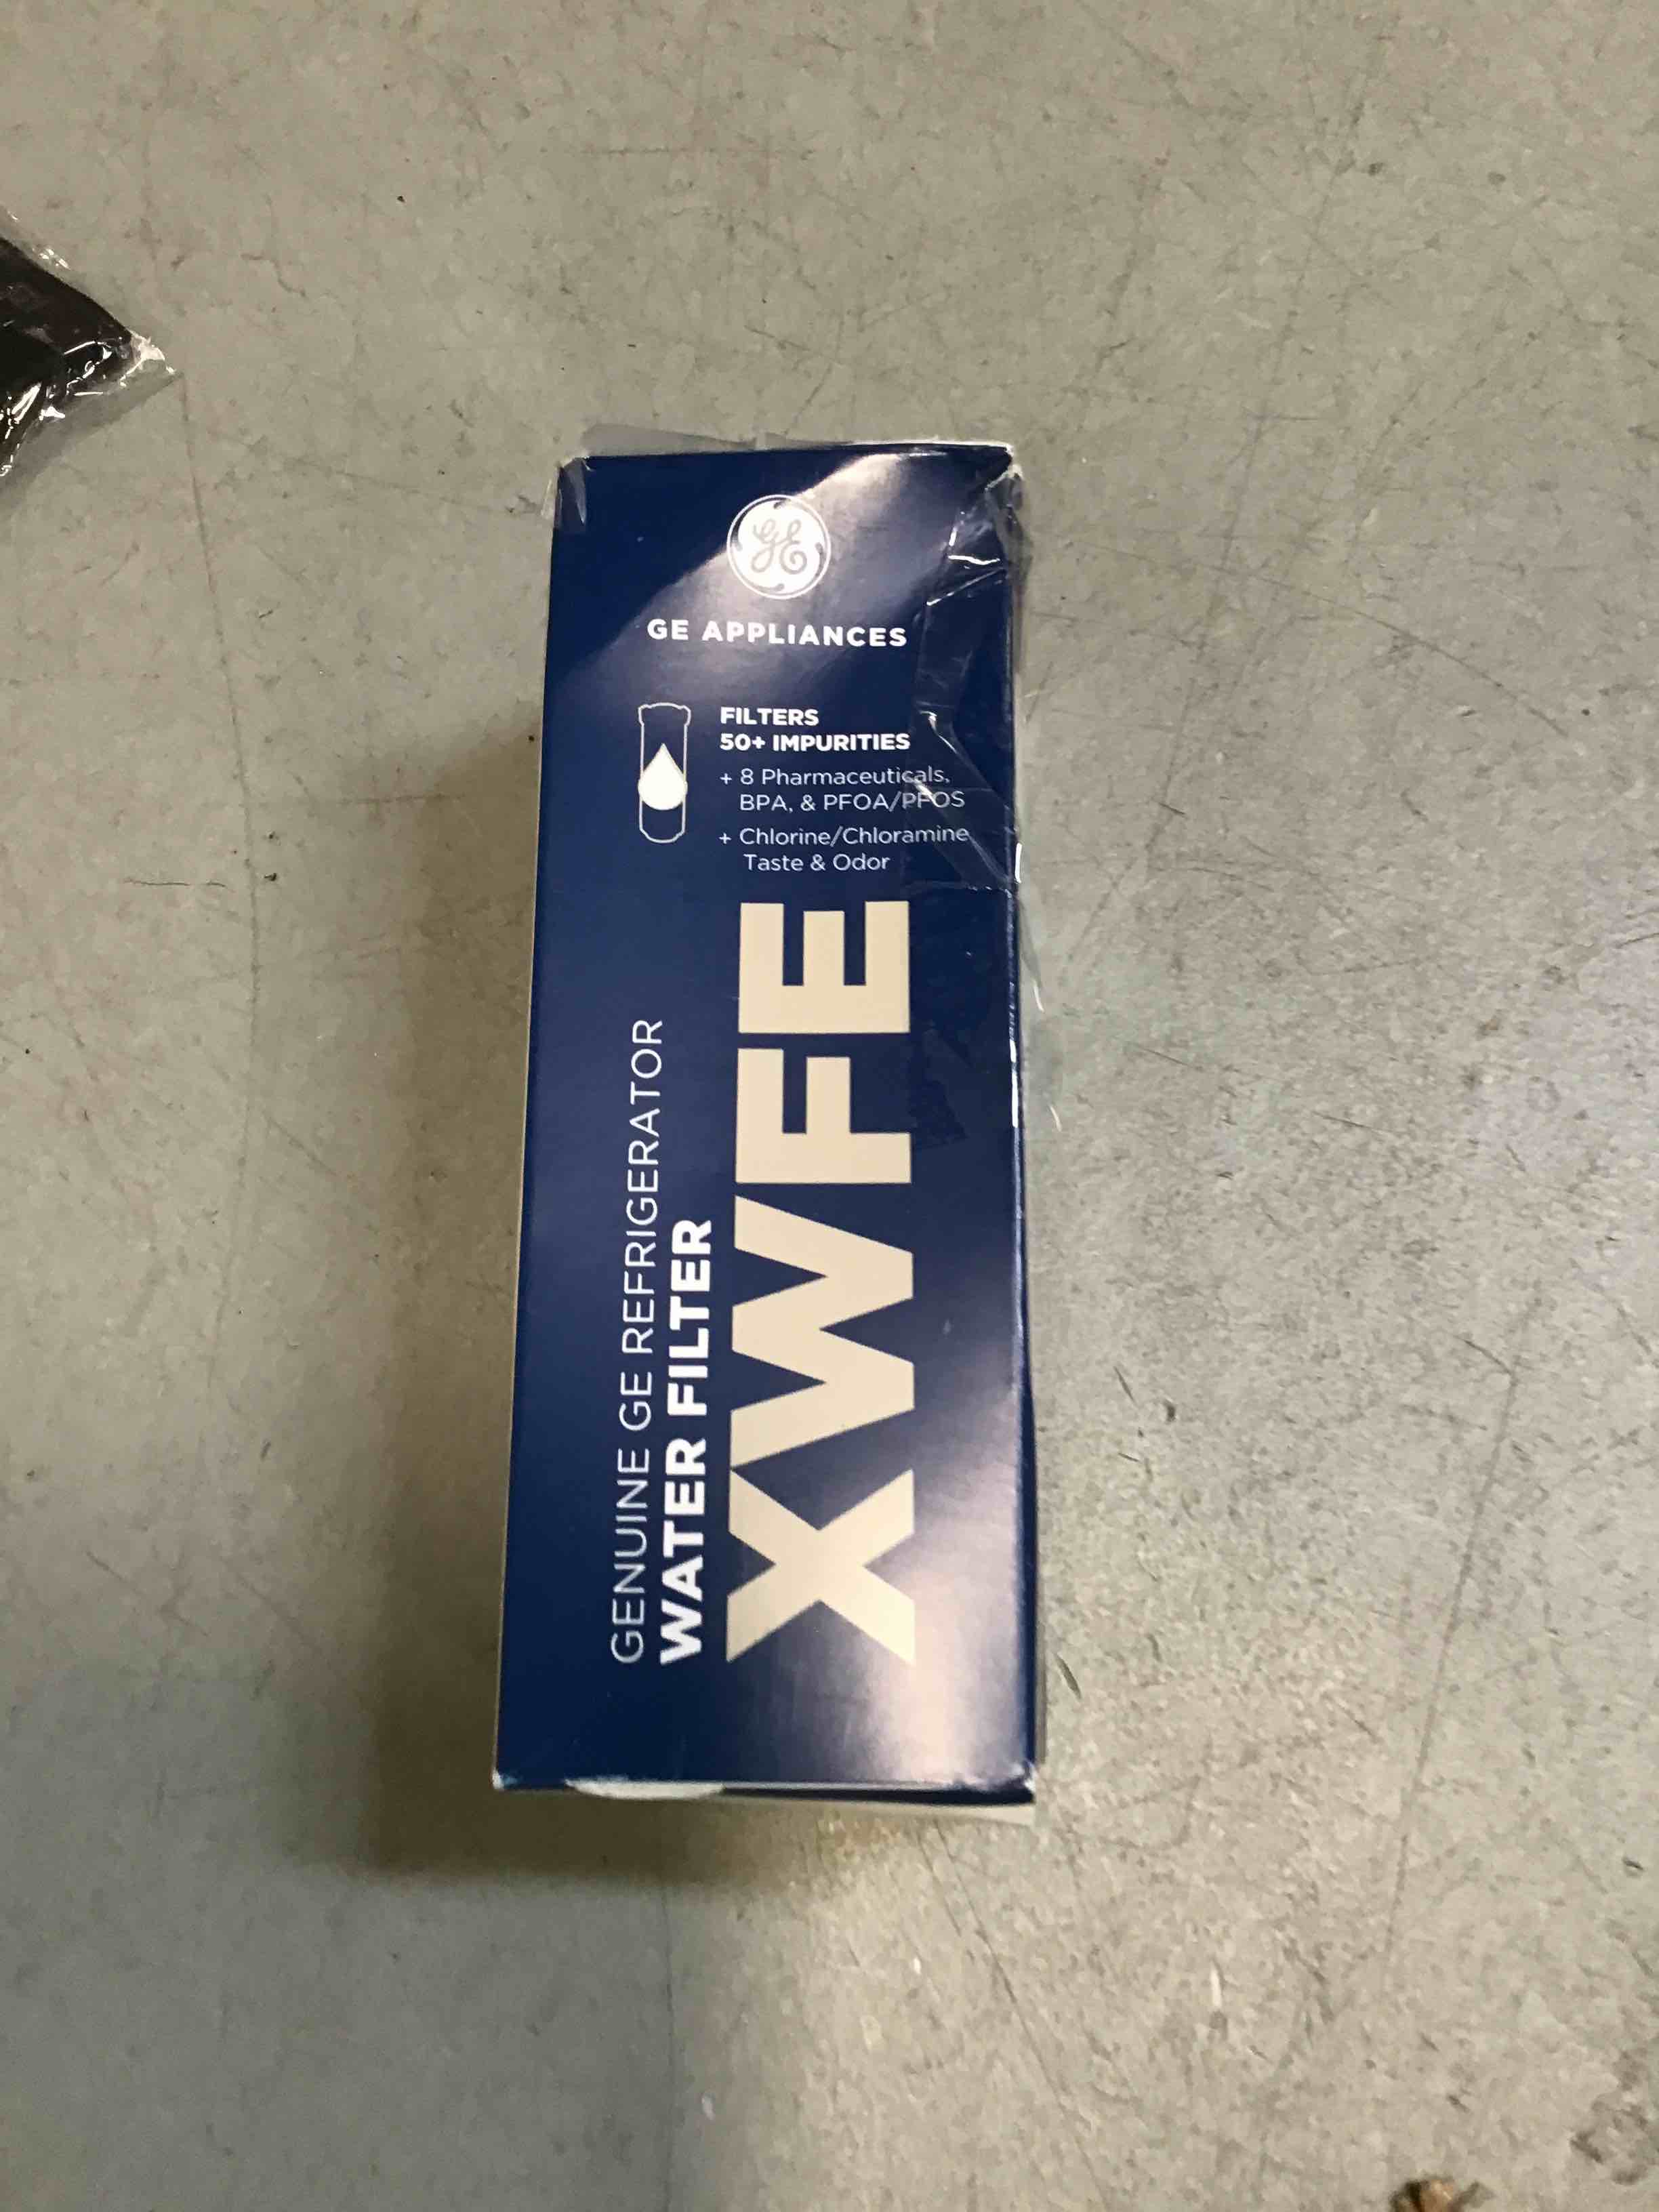 GE
GE APPLIANCES
FILTERS
50+ IMPURITIES
+ 8 Pharmaceuticals,
BPA, & PFOA/PFOS
+ Chlorine/Chloramine
Taste & Odor
GENUINE GE REFRIGERATOR
WATER FILTER
XWFE